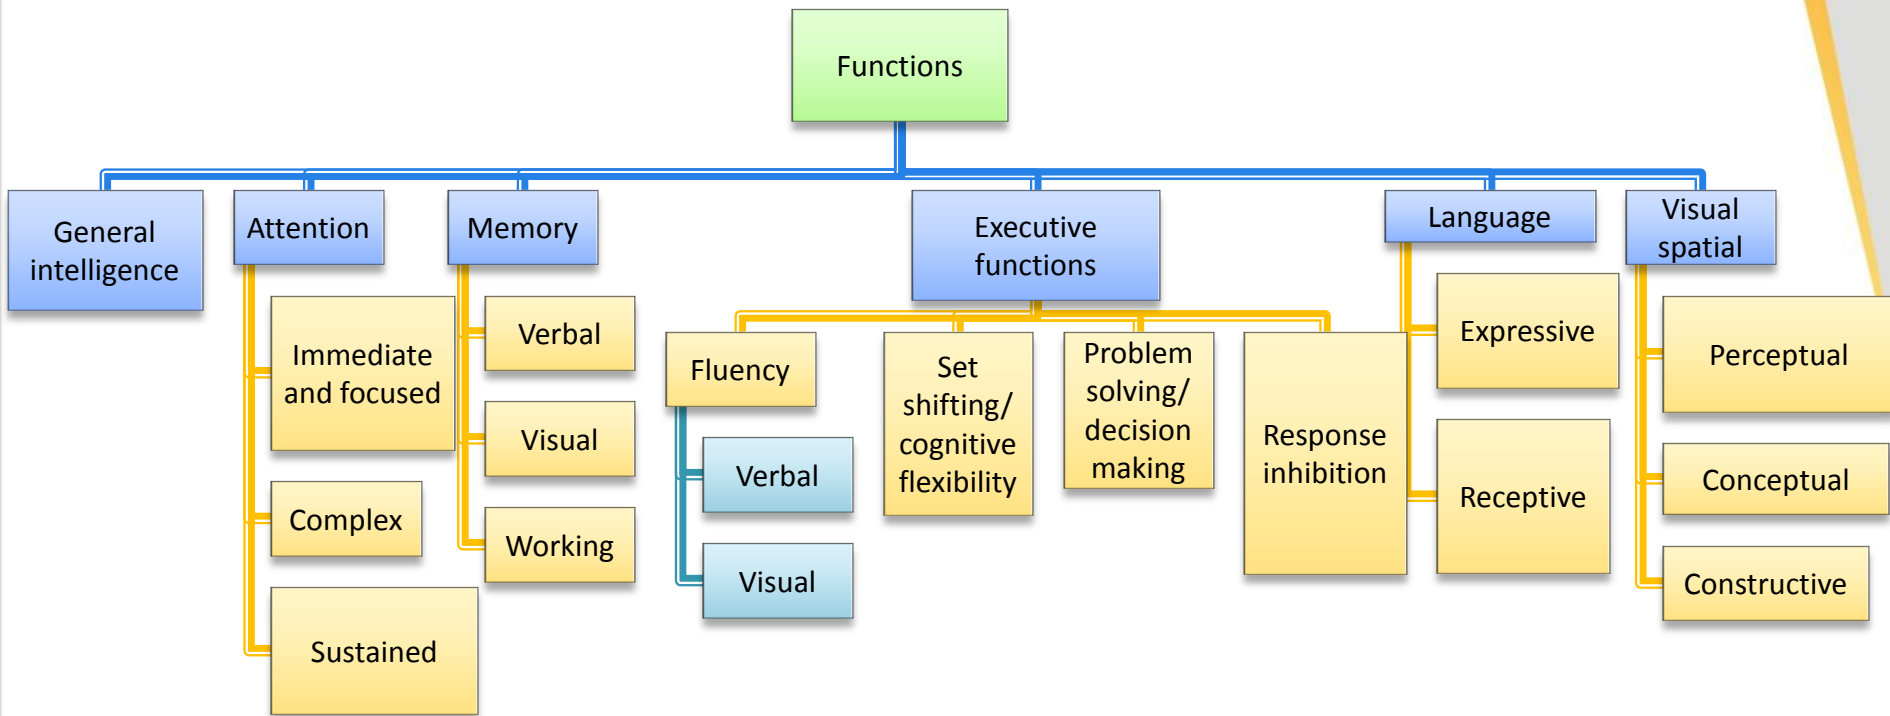 Functions
General
intelligence
Attention
Immediate
and focused
Complex
Sustained
Memory
Verbal
Visual
Working
Executive
functions
Fluency
Verbal
Visual
Set
shifting/
cognitive
flexibility
Problem
solving/
decision
making
Response
inhibition
Language
Expressive
Receptive
Visual
spatial
Perceptual
Conceptual
Constructive